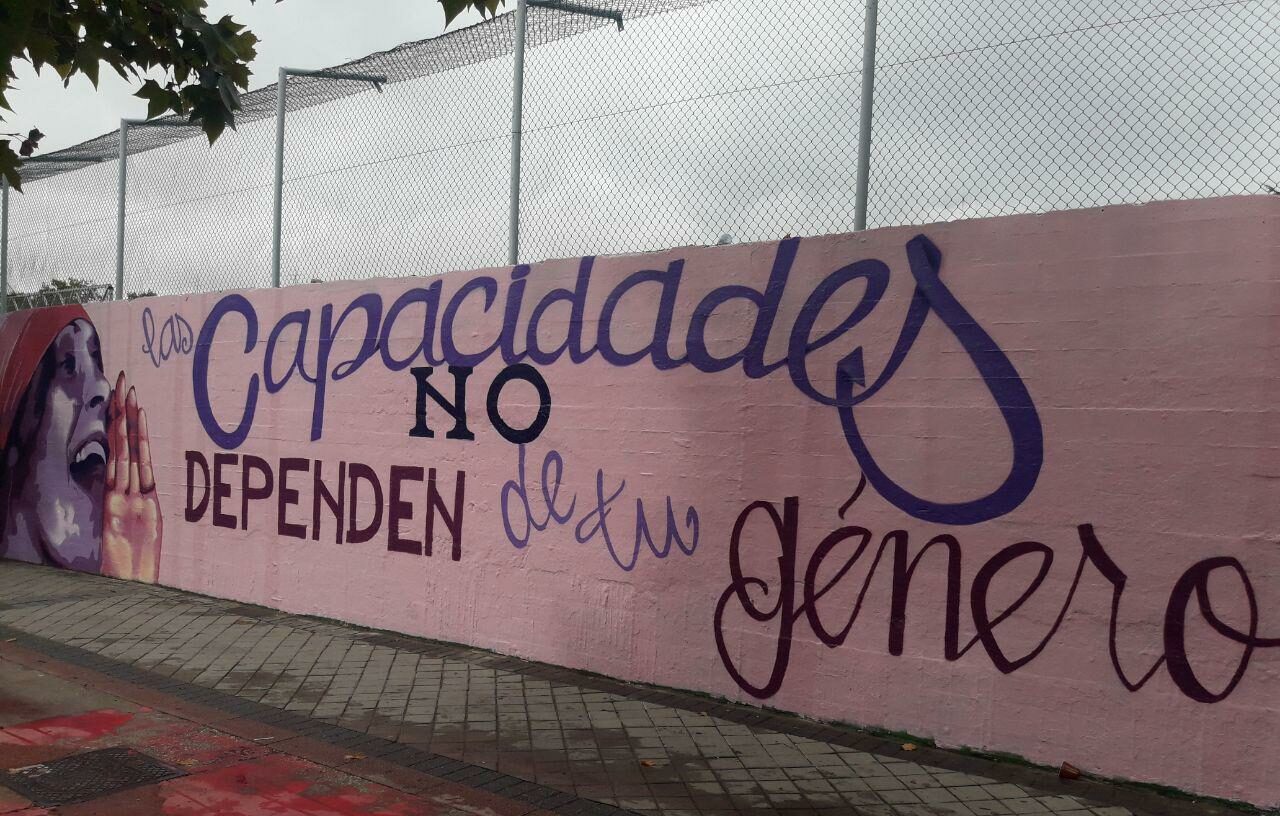 las Capacidades
NO
DEPENDEN de tu
género